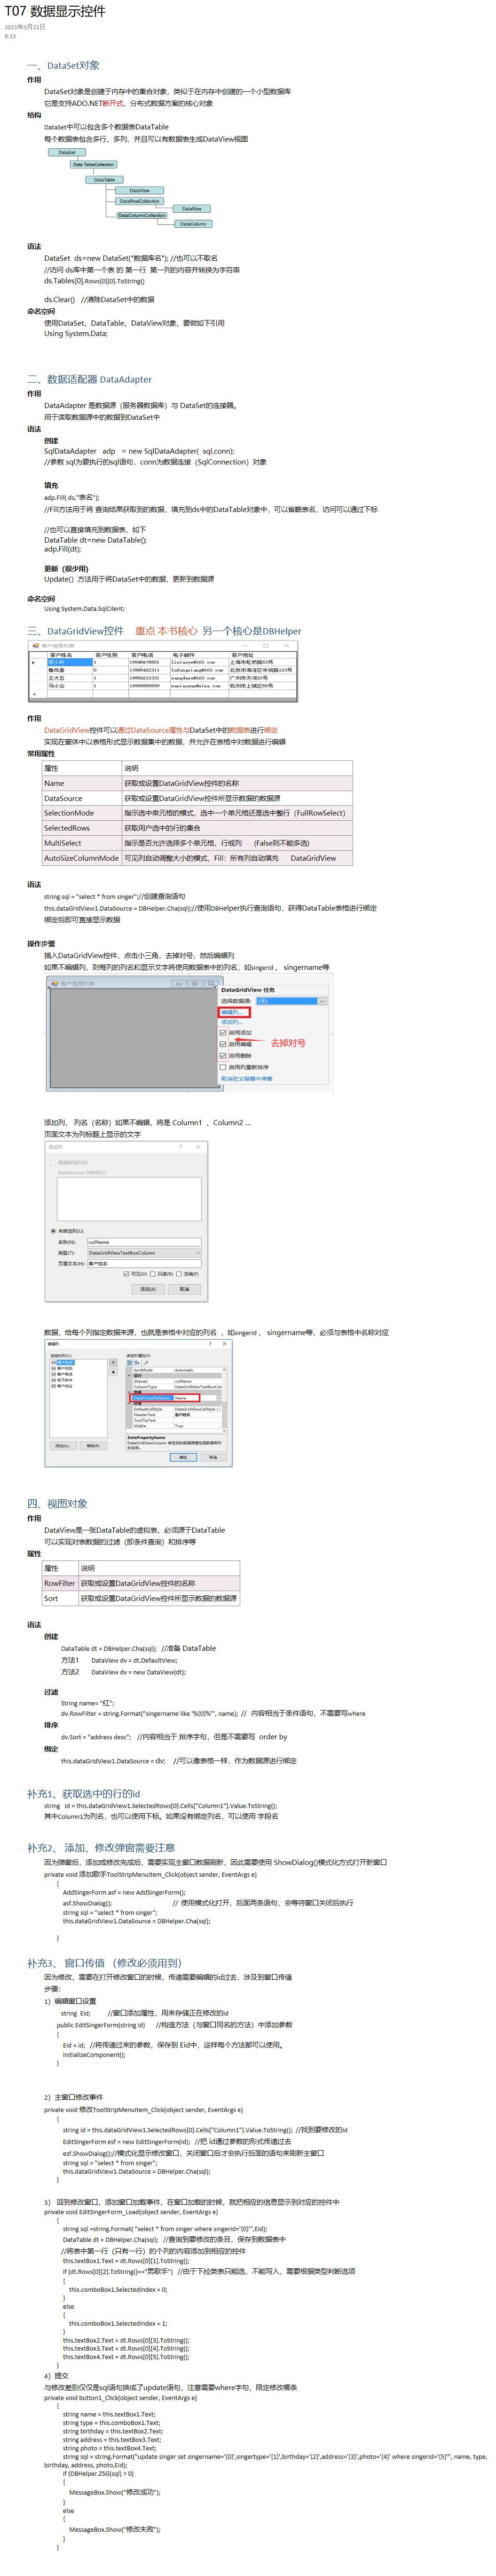 T07 数据显示控件
2021年5月21日
9:13
一、DataSet对象
作用
DataSet对象是创建于内存中的集合对象，类似于在内存中创建的一个小型数据库
它是支持ADO.NET断开式、分布式数据方案的核心对象
结构
DataSet中可以包含多个数据表DataTable
每个数据表包含多行、多列，并且可以有数据表生成DataView视图
DataSet
Data TableCollection
DataTable
DataView
DataRowCollection
DataRow
DataColumnCollection
DataColumn
语法
DataSet ds=new DataSet("数据库名"); //也可以不取名
//访问 ds库中第一个表 的 第一行 第一列的内容并转换为字符串
ds.Tables[0].Rows[0][0].ToString()
ds.Clear() //清除DataSet中的数据
命名空间
使用DataSet、DataTable、DataView对象，要做如下引用
Using System.Data;
二、数据适配器 DataAdapter
作用
DataAdapter 是数据源（服务器数据库）与 DataSet的连接器。
用于读取数据源中的数据到DataSet中
语法
创建
SqlDataAdapter adp = new SqlDataAdapter( sql,conn);
//参数 sql为要执行的sql语句，conn为数据连接（SqlConnection）对象
填充
adp.Fill( ds,"表名");
//Fill方法用于将 查询结果获取到的数据，填充到ds中的DataTable对象中，可以省略表名，访问可以通过下标
//也可以直接填充到数据表，如下
DataTable dt=new DataTable();
adp.Fill(dt);
更新（很少用）
Update() 方法用于将DataSet中的数据，更新到数据源
命名空间
Using System.Data.SqlClient;
三、DataGridView控件 重点 本书核心 另一个核心是DBHelper
客户信息列表
客户姓名 客户性别 客户电话 电子邮件 客户地址
作用
DataGridView控件可以通过DataSource属性与DataSet中的数据表进行绑定
实现在窗体中以表格形式显示数据集中的数据，并允许在表格中对数据进行编辑
常用属性
属性 说明
Name 获取或设置DataGridView控件的名称
DataSource 获取或设置DataGridView控件所显示数据的数据源
SelectionMode 指示选中单元格的模式，选中一个单元格还是选中整行（FullRowSelect）
SelectedRows 获取用户选中的行的集合
MultiSelect 指示是否允许选择多个单元格、行或列 (False则不能多选)
AutoSizeColumnMode 可见列自动调整大小的模式，Fill：所有列自动填充 DataGridView
语法
string sql = "select * from singer";//创建查询语句
this.dataGridView1.DataSource = DBHelper.Cha(sql);//使用DBHelper执行查询语句，获得DataTable表格进行绑定
绑定后即可直接显示数据
操作步骤
插入DataGridView控件，点击小三角，去掉对号，然后编辑列
如果不编辑列，则每列的列名和显示文字将使用数据表中的列名，如singerid 、 singername等
客户信息列表
DataGridView 任务
选择数据源: (无)
编辑列...
添加列...
启用添加
启用编辑
启用删除
启用列重新排序
取消在父容器中停靠
去掉对号
添加列， 列名（名称）如果不编辑，将是 Column1 、Column2 ...
页面文本为列标题上显示的文字
添加列
数据绑定列(B)
DataSource 中的列(C)
未绑定列(U)
名称(N): colName
类型(T): DataGridViewTextBoxColumn
页眉文本(H): 客户姓名
可见(V) 只读(R) 冻结(F)
添加(A) 取消
数据，给每个列指定数据来源，也就是表格中对应的列名 ，如singerid 、 singername等，必须与表格中名称对应
编辑列
客户姓名
客户性别
客户电话
电子邮件
客户地址
SortMode Automatic
(Name) colName
ColumnType DataGridViewTextBoxCol
DataPropertyName Name
DefaultCellStyle DataGridViewCellStyle { }
HeaderText 客户姓名
ToolTipText
Visible True
DataPropertyName
确定 取消
四、视图对象
作用
DataView是一张DataTable的虚拟表，必须源于DataTable
可以实现对表数据的过滤（即条件查询）和排序等
属性
属性 说明
RowFilter 获取或设置DataGridView控件的名称
Sort 获取或设置DataGridView控件所显示数据的数据源
语法
创建
DataTable dt = DBHelper.Cha(sql); //准备 DataTable
方法1 DataView dv = dt.DefaultView;
方法2 DataView dv = new DataView(dt);
过滤
String name= "红";
dv.RowFilter = string.Format("singername like '%{0}%'", name); // 内容相当于条件语句，不需要写where
排序
dv.Sort = "address desc"; //内容相当于 排序字句，但是不需要写 order by
绑定
this.dataGridView1.DataSource = dv; //可以像表格一样，作为数据源进行绑定
补充1、获取选中的行的id
string id = this.dataGridView1.SelectedRows[0].Cells["Column1"].Value.ToString();
其中Column1为列名，也可以使用下标。如果没有绑定列名，可以使用 字段名
补充2、 添加、修改弹窗需要注意
因为弹窗后，添加或修改完成后，需要实现主窗口数据刷新，因此需要使用 ShowDialog()模式化方式打开新窗口
private void 添加歌手ToolStripMenuItem_Click(object sender, EventArgs e)
{
AddSingerForm asf = new AddSingerForm();
asf.ShowDialog(); // 使用模式化打开，后面两条语句，会等待窗口关闭后执行
string sql = "select * from singer";
this.dataGridView1.DataSource = DBHelper.Cha(sql);
}
补充3、 窗口传值 （修改必须用到）
因为修改，需要在打开修改窗口的时候，传递需要编辑的id过去，涉及到窗口传值
步骤：
1）编辑窗口设置
string Eid; //窗口添加属性，用来存储正在修改的id
public EditSingerForm(string id) //构造方法（与窗口同名的方法）中添加参数
{
Eid = id; //将传递过来的参数，保存到 Eid中，这样每个方法都可以使用。
InitializeComponent();
}
2）主窗口修改事件
private void 修改ToolStripMenuItem_Click(object sender, EventArgs e)
{
string id = this.dataGridView1.SelectedRows[0].Cells["Column1"].Value.ToString(); //找到要修改的id
EditSingerForm esf = new EditSingerForm(id); //把 id通过参数的形式传递过去
esf.ShowDialog();//模式化显示修改窗口，关闭窗口后才会执行后面的语句来刷新主窗口
string sql = "select * from singer";
this.dataGridView1.DataSource = DBHelper.Cha(sql);
}
3） 回到修改窗口，添加窗口加载事件，在窗口加载的时候，就把相应的信息显示到对应的控件中
private void EditSingerForm_Load(object sender, EventArgs e)
{
string sql =string.Format( "select * from singer where singerid='{0}'",Eid);
DataTable dt = DBHelper.Cha(sql); //查询到要修改的条目，保存到数据表中
//将表中第一行（只有一行）的个列的内容添加到相应的控件
this.textBox1.Text = dt.Rows[0][1].ToString();
if (dt.Rows[0][2].ToString()=="男歌手") //由于下拉类表只能选，不能写入，需要根据类型判断选项
{
this.comboBox1.SelectedIndex = 0;
}
else
{
this.comboBox1.SelectedIndex = 1;
}
this.textBox2.Text = dt.Rows[0][3].ToString();
this.textBox3.Text = dt.Rows[0][4].ToString();
this.textBox4.Text = dt.Rows[0][5].ToString();
}
4）提交
与修改差别仅仅是sql语句换成了update语句，注意需要where字句，限定修改哪条
private void button1_Click(object sender, EventArgs e)
{
string name = this.textBox1.Text;
string type = this.comboBox1.Text;
string birthday = this.textBox2.Text;
string address = this.textBox3.Text;
string photo = this.textBox4.Text;
string sql = string.Format("update singer set singername='{0}',singertype='{1}',birthday='{2}',address='{3}',photo='{4}' where singerid='{5}'", name, type,
birthday, address, photo,Eid);
if (DBHelper.ZSG(sql) > 0)
{
MessageBox.Show("修改成功");
}
else
{
MessageBox.Show("修改失败");
}
}